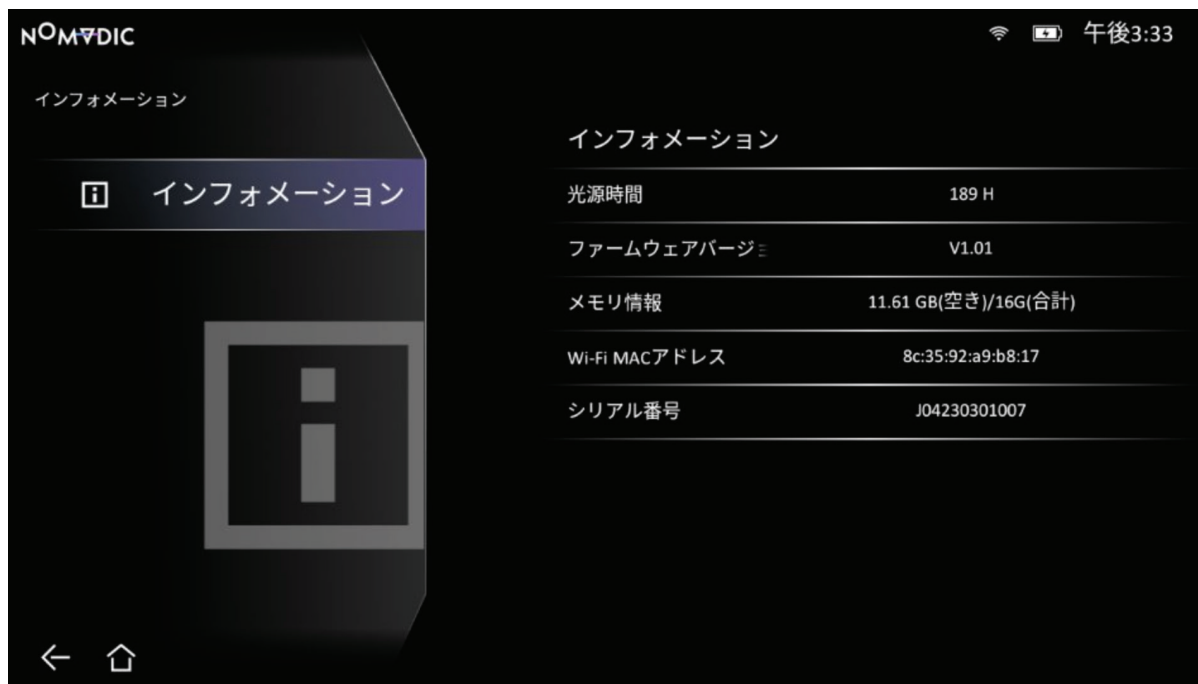 NOMADIC
午後3:33
インフォメーション
インフォメーション
インフォメーション
光源時間 189 H
ファームウェアバージョ V1.01
メモリ情報 11.61 GB(空き)/16G(合計)
Wi-Fi MACアドレス 8c:35:92:a9:b8:17
シリアル番号 J04230301007